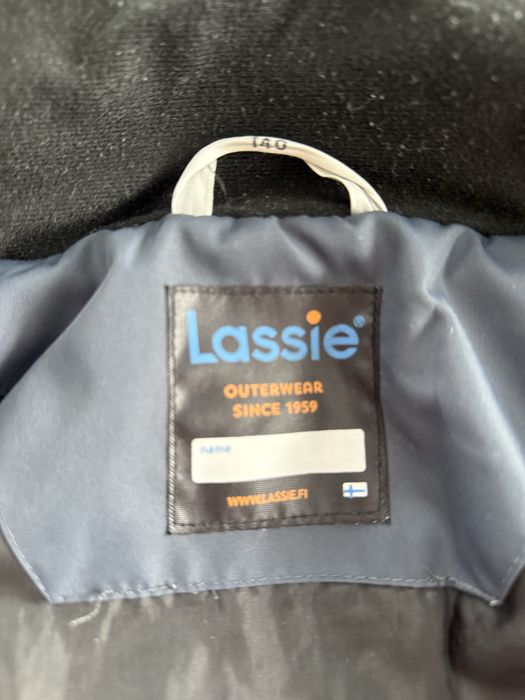 140
Lassie®
OUTERWEAR
SINCE 1959
name
WWW.LASSIE.FI